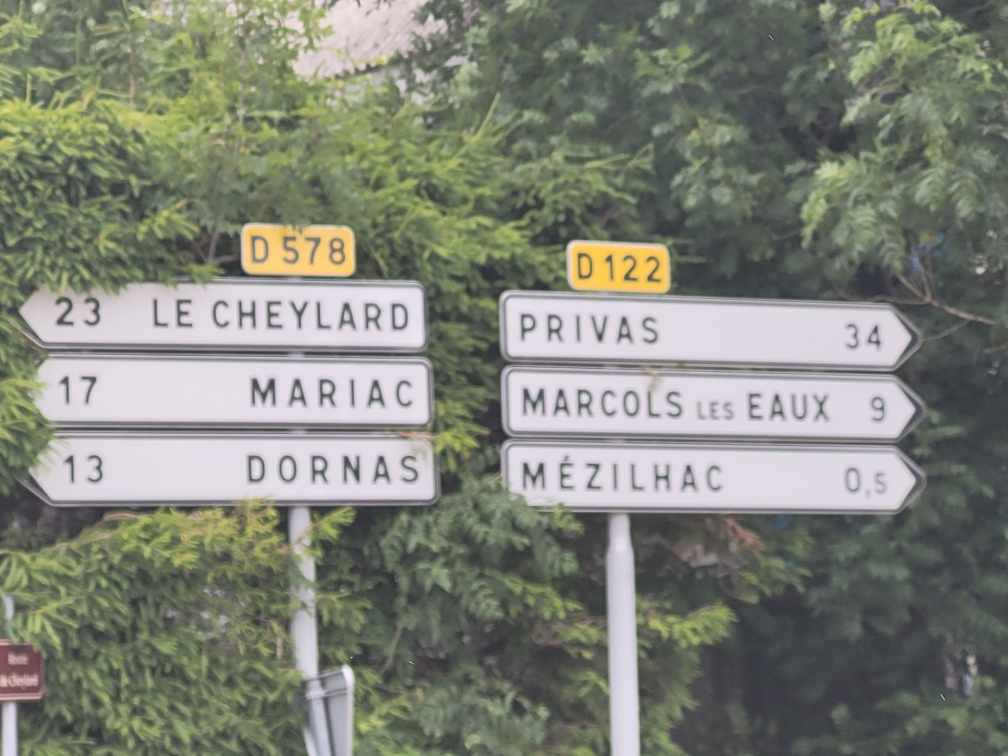 D 578
23 LE CHEYLARD
17 MARIAC
13 DORNAS
D 122
PRIVAS 34
MARCOLS LES EAUX 9
MÉZILHAC 0,5